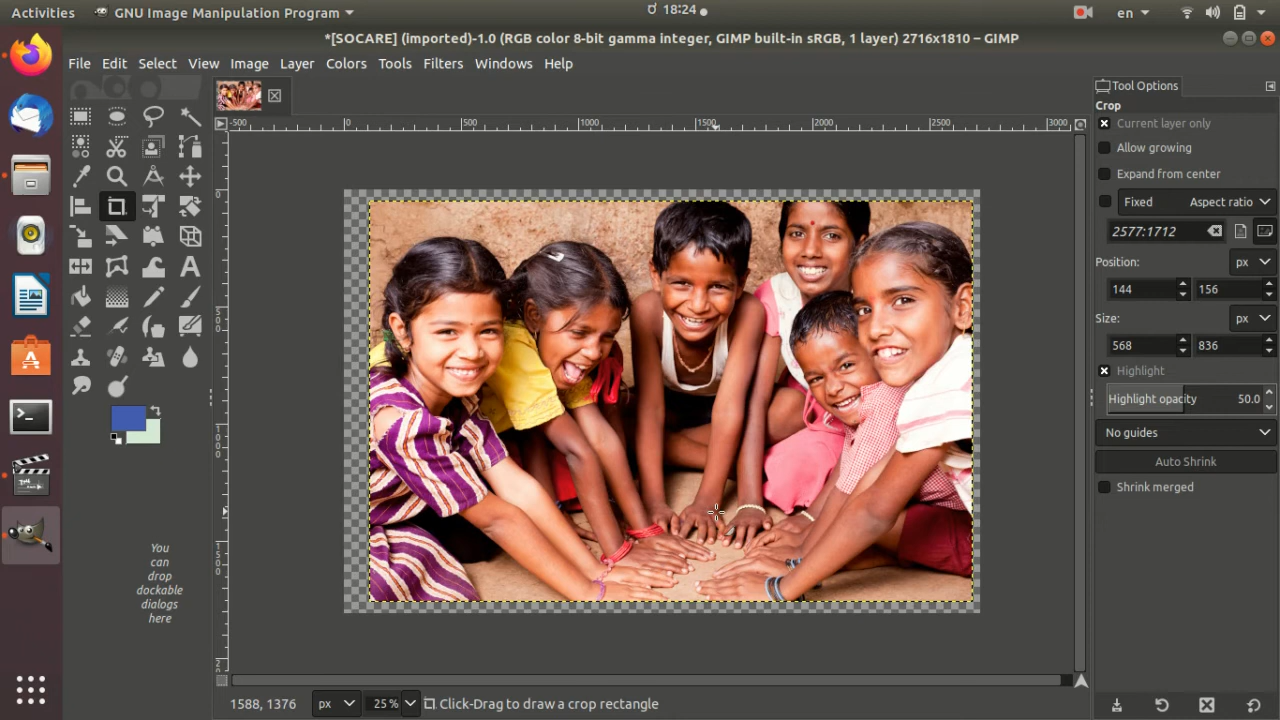 Activities
GNU Image Manipulation Program
18:24
en
*[SOCARE] (imported)-1.0 (RGB color 8-bit gamma integer, GIMP built-in sRGB, 1 layer) 2716x1810 – GIMP
File Edit Select View Image Layer Colors Tools Filters Windows Help
Tool Options
Crop
Current layer only
Allow growing
Expand from center
Fixed Aspect ratio
2577:1712
Position: px
144 156
Size: px
568 836
Highlight
Highlight opacity 50.0
No guides
Auto Shrink
Shrink merged
-500 0 500 1000 1500 2000 2500 3000
0
500
1000
1500
You
can
drop
dockable
dialogs
here
1588, 1376 px 25% Click-Drag to draw a crop rectangle